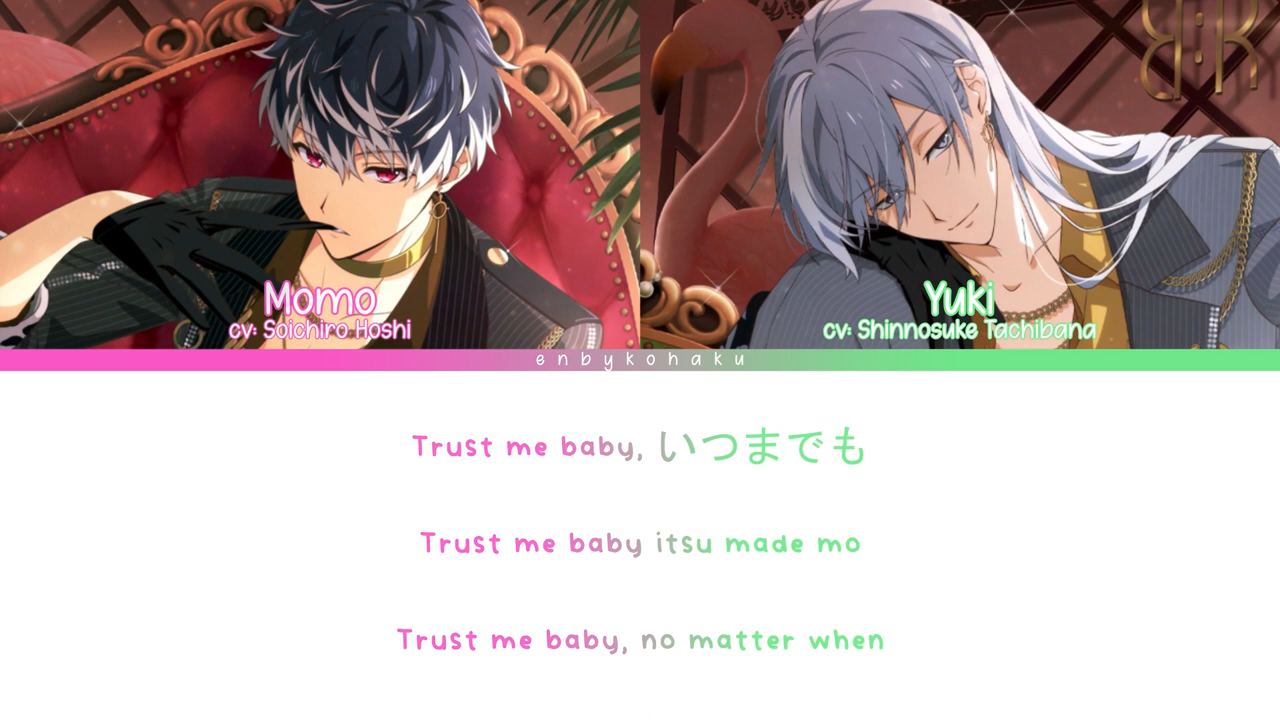 Momo
cv: Soichiro Hoshi
Yuki
cv: Shinnosuke Tachibana
enbykohaku
Trust me baby, いつまでも
Trust me baby itsu made mo
Trust me baby, no matter when